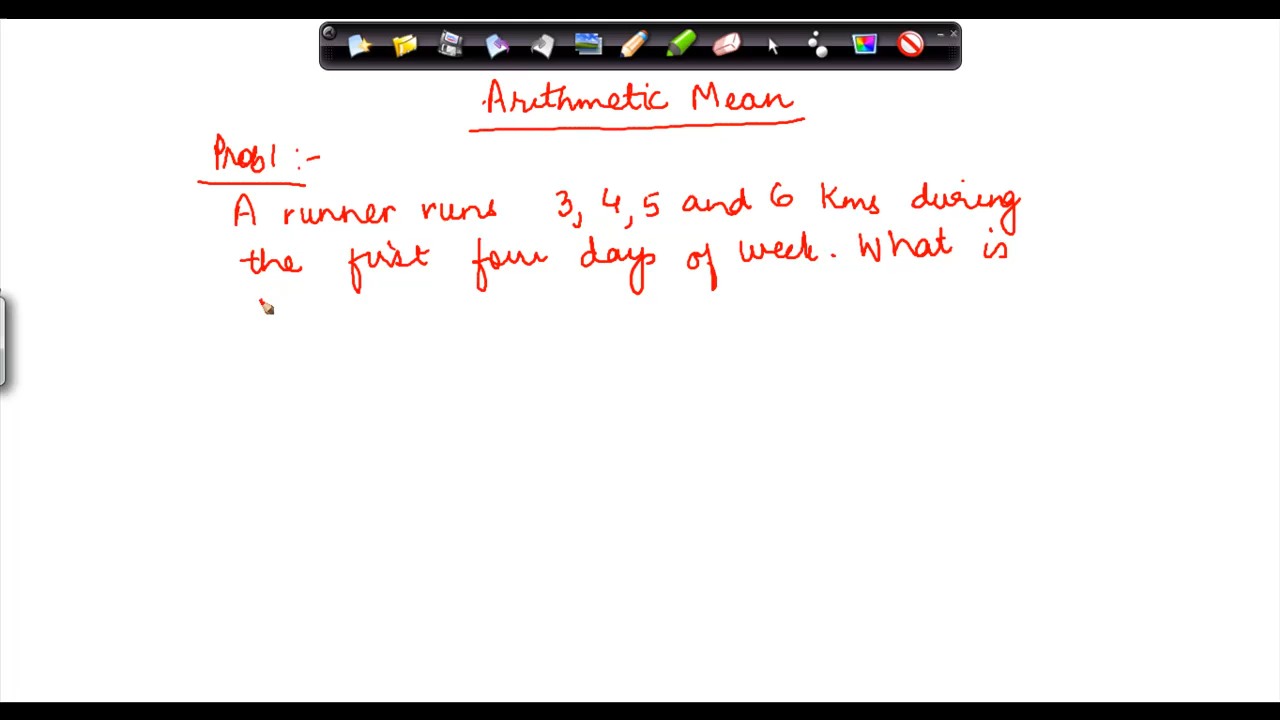 Arithmetic Mean
Prob1 :-
A runner runs 3, 4, 5 and 6 Kms during
the first four days of week. What is